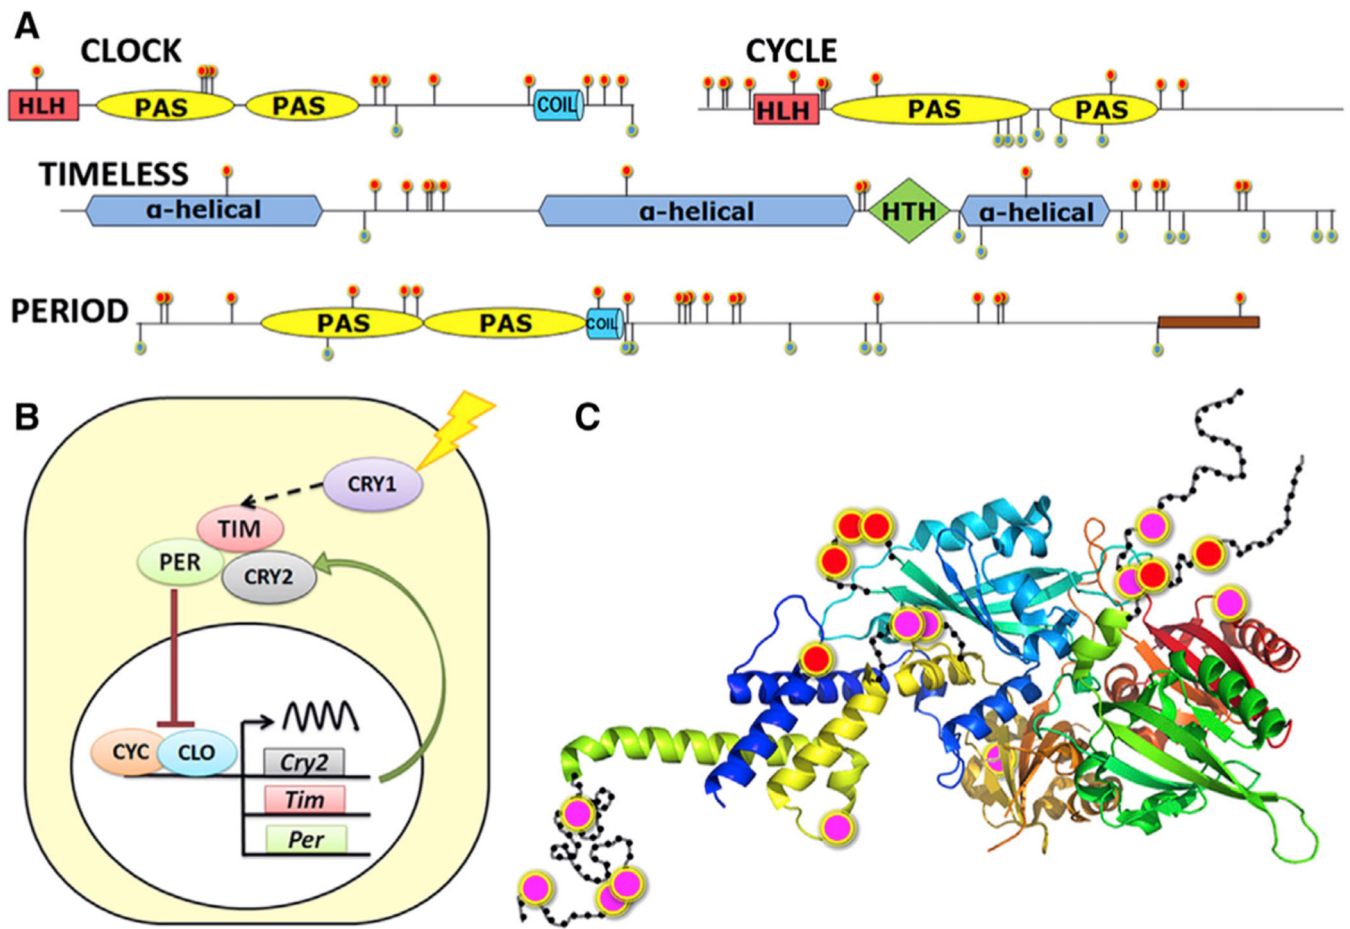 A
CLOCK
CYCLE
HLH
PAS
PAS
COIL
HLH
PAS
PAS
TIMELESS
α-helical
α-helical
HTH
α-helical
PERIOD
PAS
PAS
COIL
B
C
CRY1
TIM
PER
CRY2
CYC
CLO
Cry2
Tim
Per